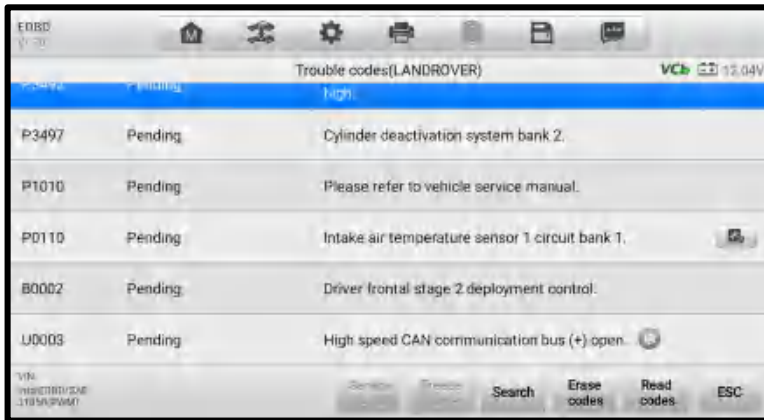 EOBD
Trouble codes(LANDROVER) VCb 12.04V
Pending high.
P3497 Pending Cylinder deactivation system bank 2.
P1010 Pending Please refer to vehicle service manual.
P0110 Pending Intake air temperature sensor 1 circuit bank 1.
B0002 Pending Driver frontal stage 2 deployment control.
U0003 Pending High speed CAN communication bus (+) open.
VIN
Search Erase codes Read codes ESC